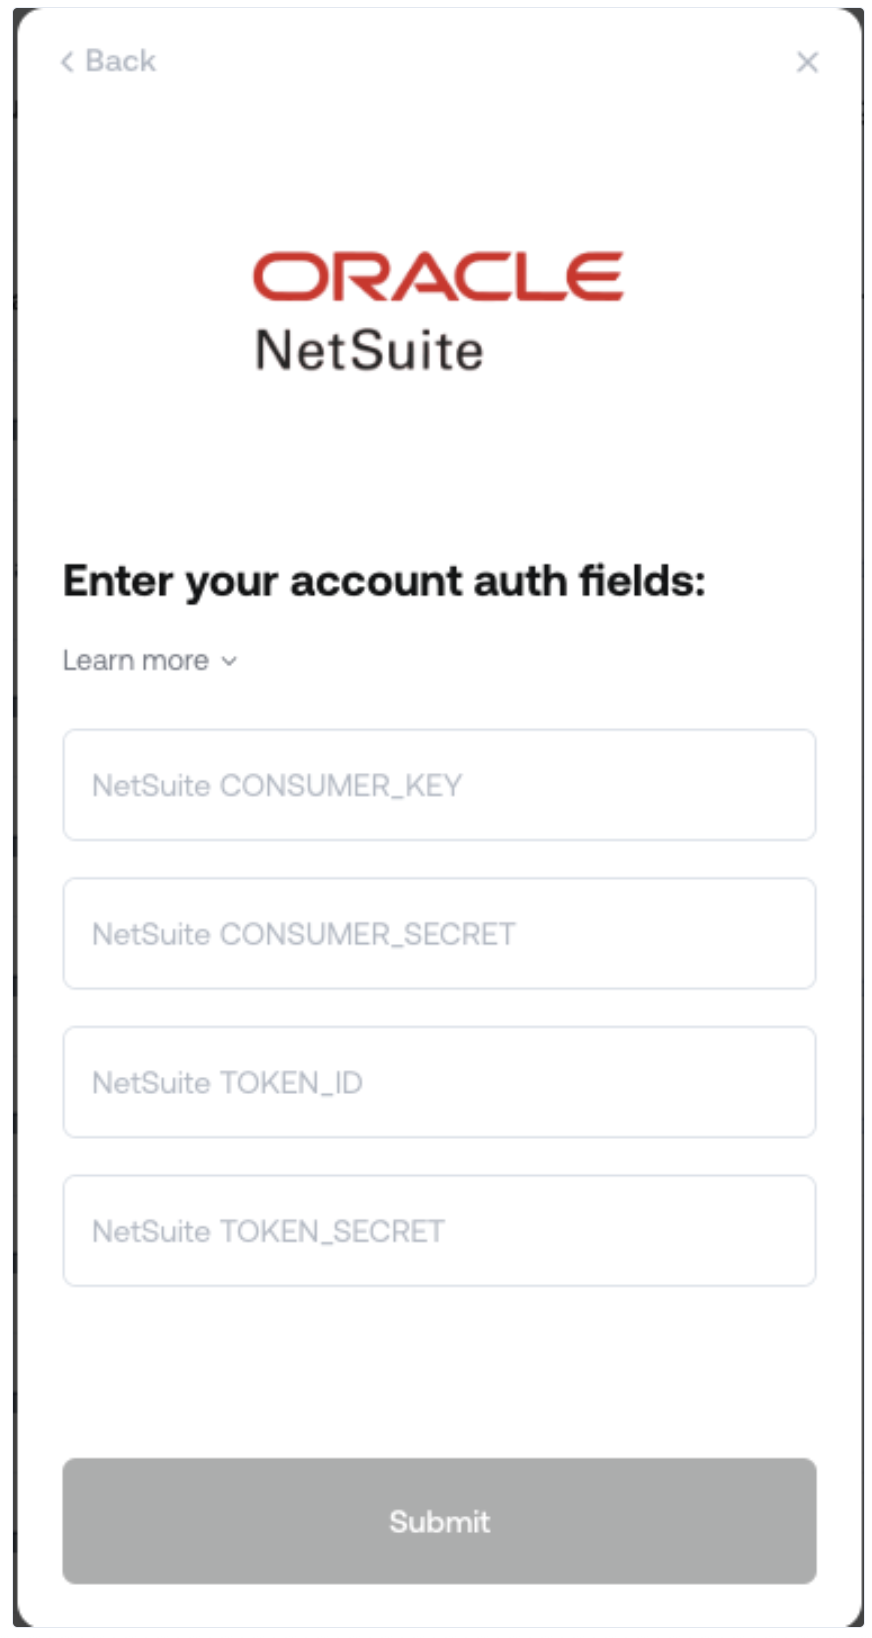 Back
ORACLE
NetSuite
Enter your account auth fields:
Learn more
NetSuite CONSUMER_KEY
NetSuite CONSUMER_SECRET
NetSuite TOKEN_ID
NetSuite TOKEN_SECRET
Submit